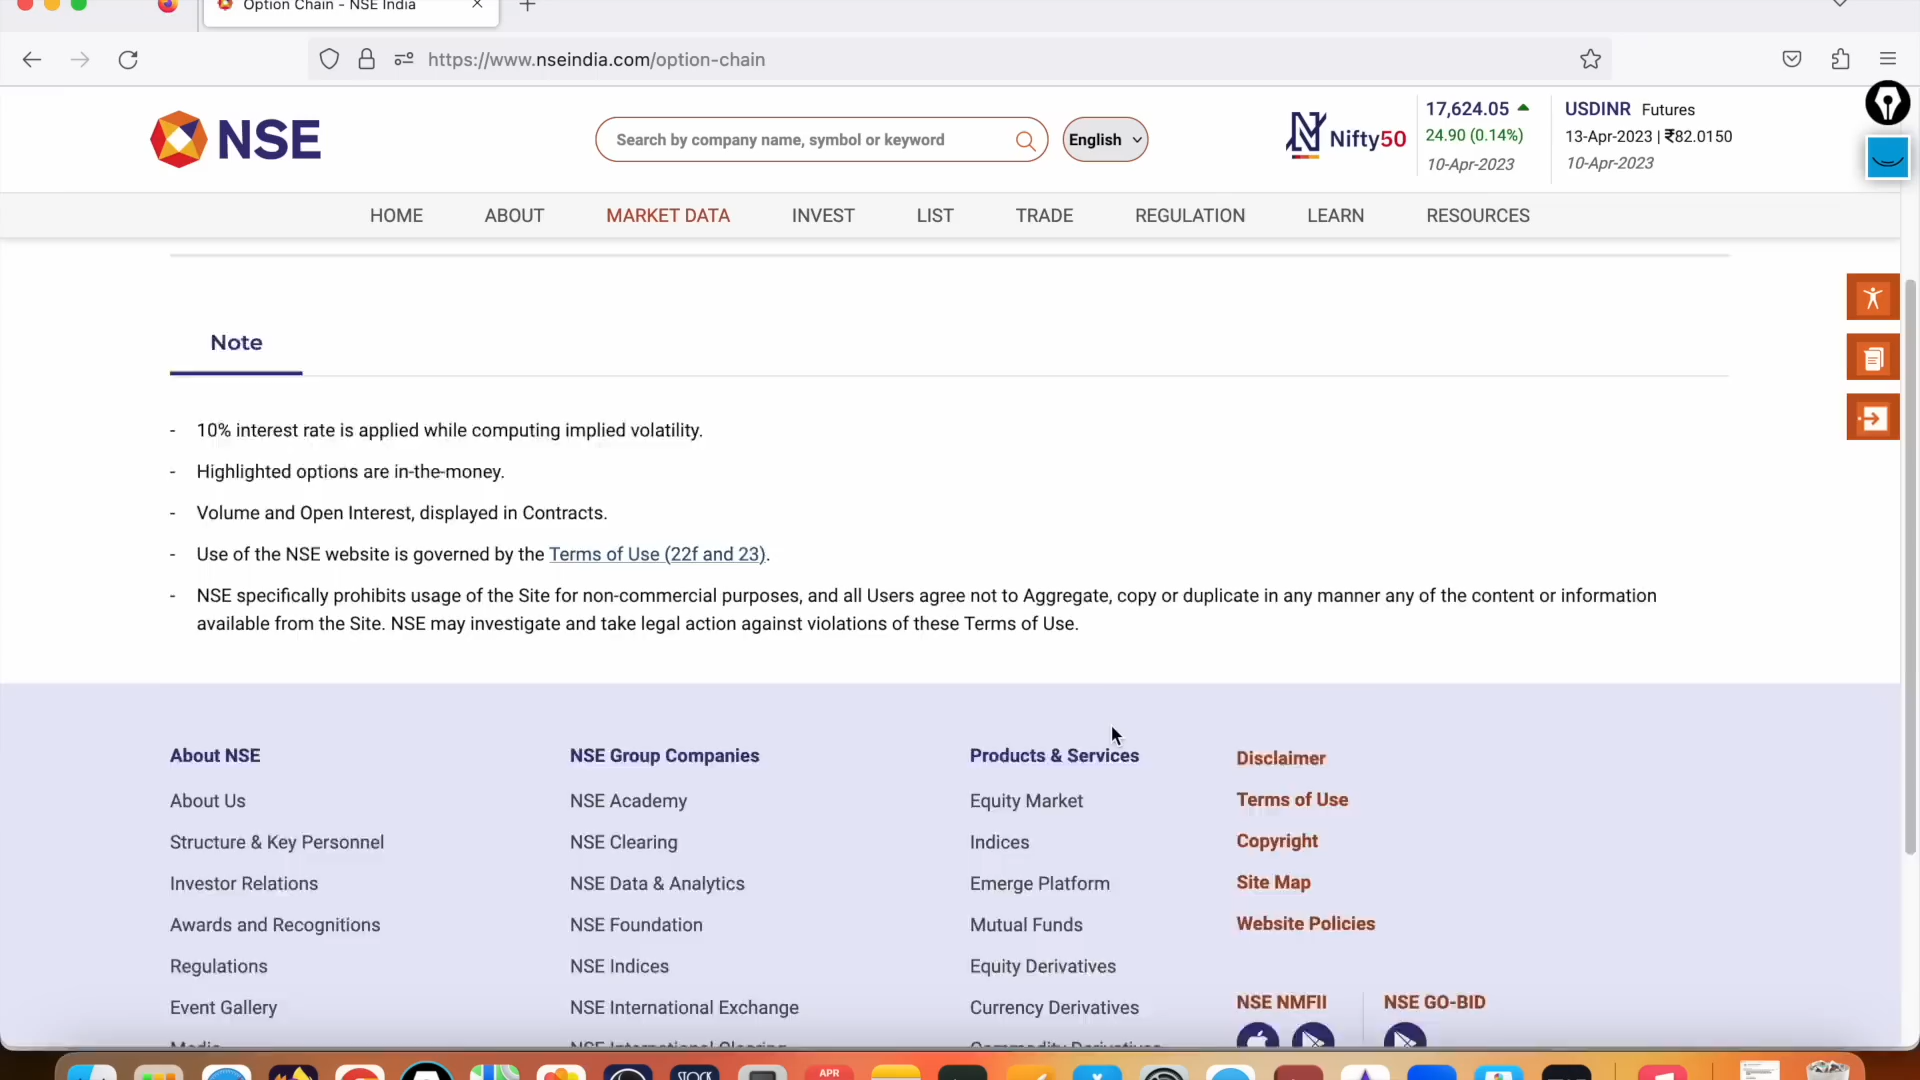 Option Chain - NSE India
https://www.nseindia.com/option-chain
NSE
Search by company name, symbol or keyword
English
Nifty50
17,624.05
24.90 (0.14%)
10-Apr-2023
USDINR Futures
13-Apr-2023 | ₹82.0150
10-Apr-2023
HOME ABOUT MARKET DATA INVEST LIST TRADE REGULATION LEARN RESOURCES
Note
- 10% interest rate is applied while computing implied volatility.
- Highlighted options are in-the-money.
- Volume and Open Interest, displayed in Contracts.
- Use of the NSE website is governed by the Terms of Use (22f and 23).
- NSE specifically prohibits usage of the Site for non-commercial purposes, and all Users agree not to Aggregate, copy or duplicate in any manner any of the content or information
available from the Site. NSE may investigate and take legal action against violations of these Terms of Use.
About NSE
About Us
Structure & Key Personnel
Investor Relations
Awards and Recognitions
Regulations
Event Gallery
Media
NSE Group Companies
NSE Academy
NSE Clearing
NSE Data & Analytics
NSE Foundation
NSE Indices
NSE International Exchange
NSE International Clearing
Products & Services
Equity Market
Indices
Emerge Platform
Mutual Funds
Equity Derivatives
Currency Derivatives
Commodity Derivatives
Disclaimer
Terms of Use
Copyright
Site Map
Website Policies
NSE NMFII
NSE GO-BID
STOCK
APR